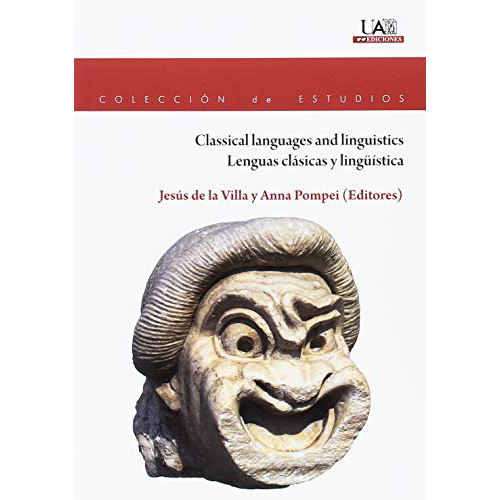 UA
EDICIONES
COLECCIÓN de ESTUDIOS
Classical languages and linguistics
Lenguas clásicas y lingüística
Jesús de la Villa y Anna Pompei (Editores)